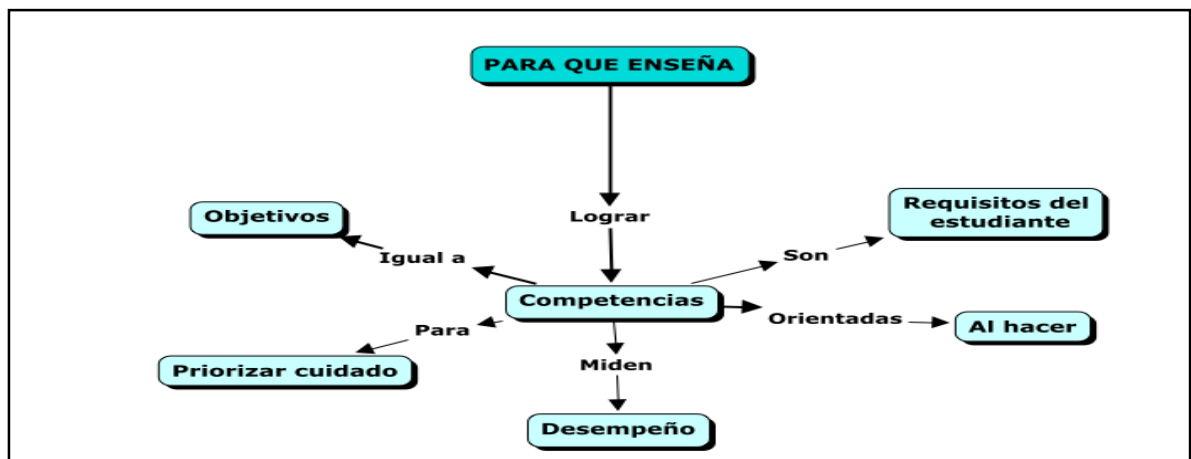 PARA QUE ENSEÑA
Lograr
Objetivos
Requisitos del
estudiante
Igual a
Son
Competencias
Para
Orientadas
Al hacer
Priorizar cuidado
Miden
Desempeño